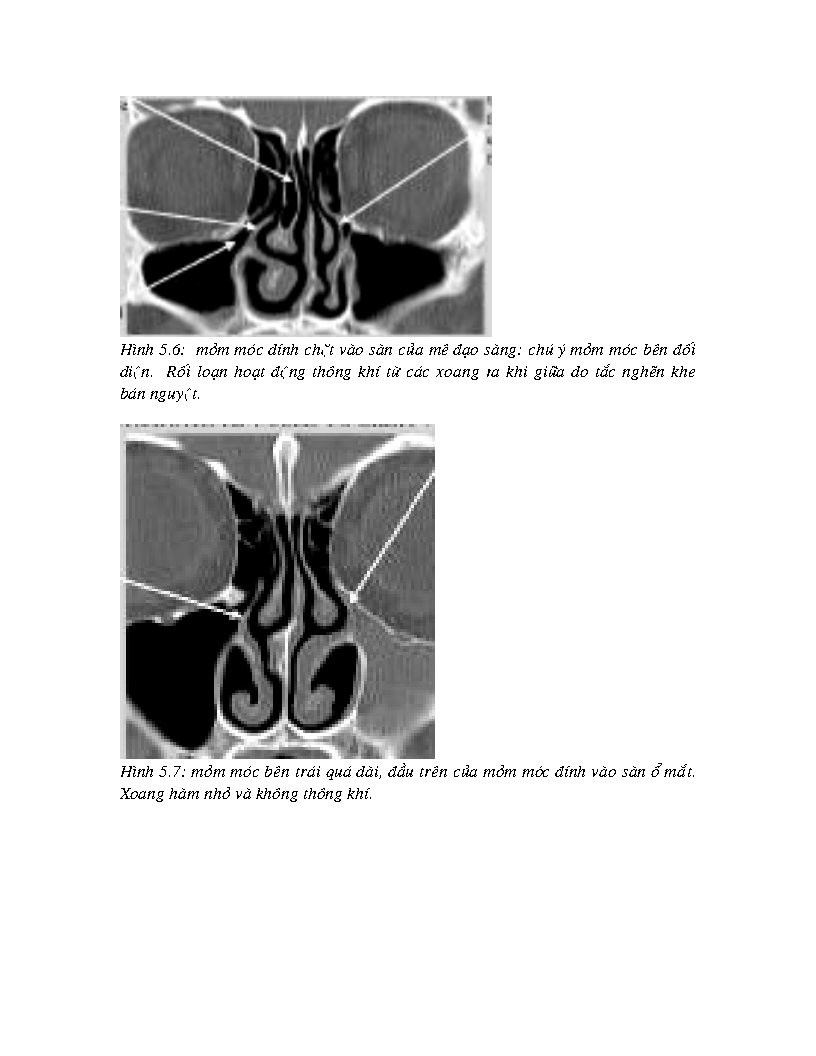 Hình 5.6: mỏm móc dính chặt vào sàn của mê đạo sàng: chú ý mỏm móc bên đối
diện. Rối loạn hoạt động thông khí từ các xoang ra khi giữa do tắc nghẽn khe
bán nguyệt.
Hình 5.7: mỏm móc bên trái quá dài, đầu trên của mỏm móc đính vào sàn ổ mắt.
Xoang hàm nhỏ và không thông khí.